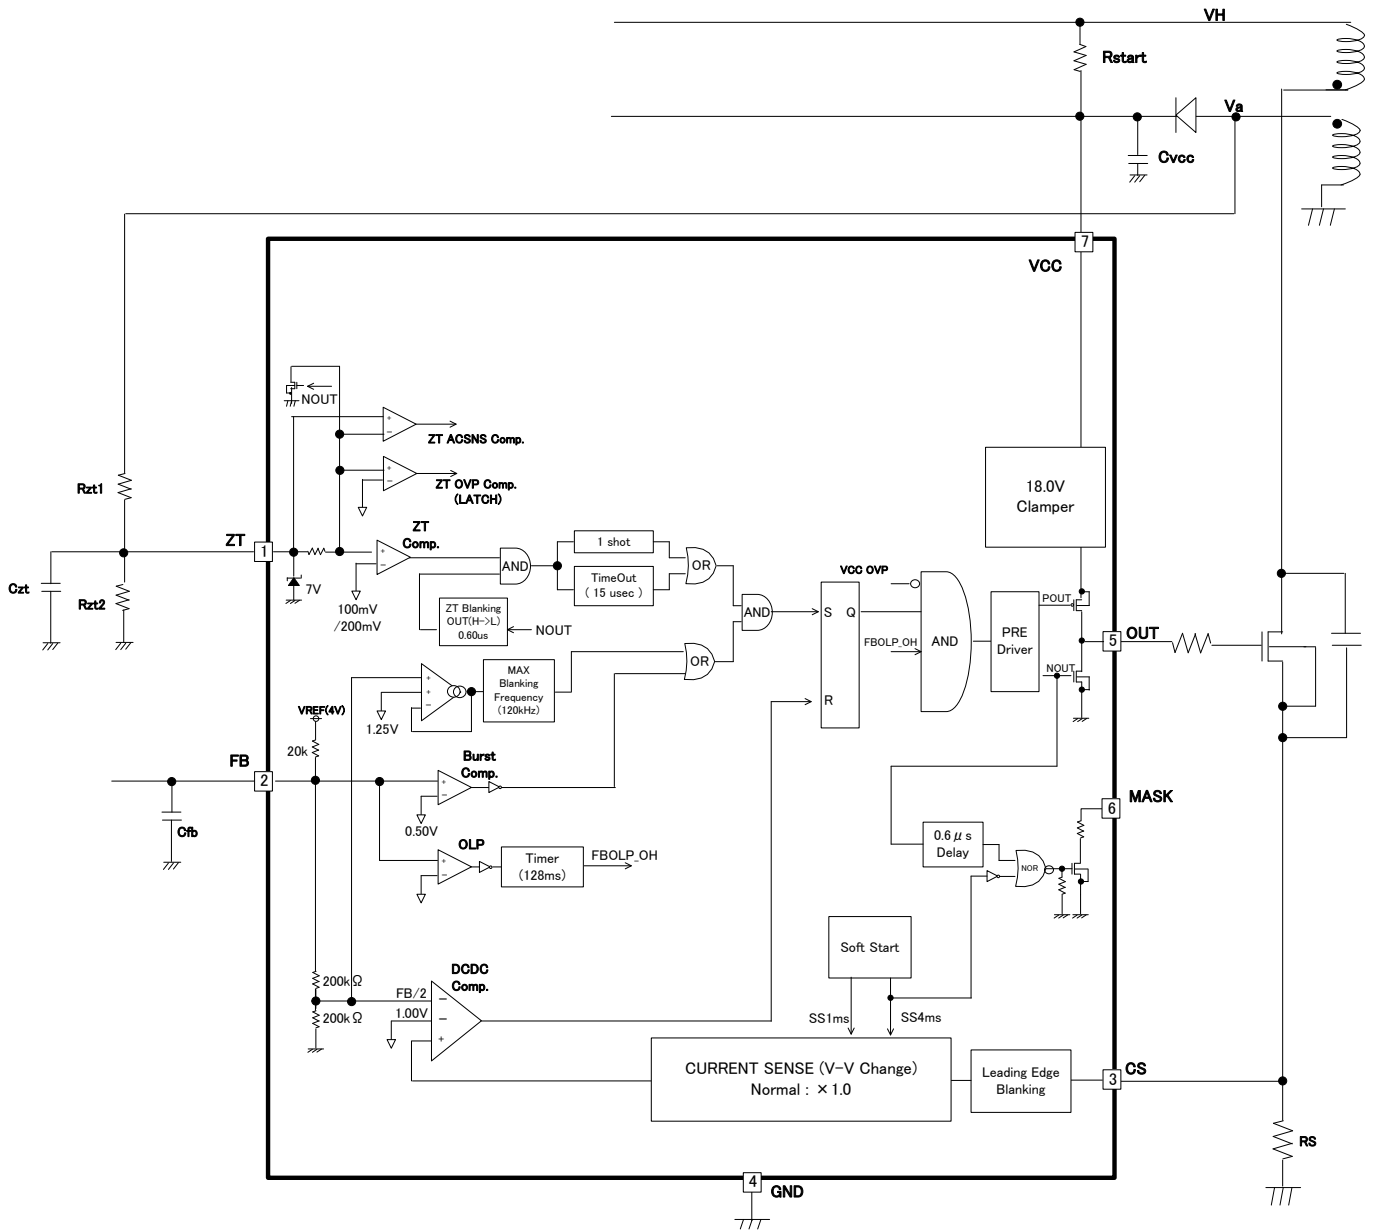 VH
Rstart
Va
Cvcc
7
VCC
NOUT
ZT ACSNS Comp.
ZT OVP Comp.
(LATCH)
18.0V
Clamper
Rzt1
ZT
1
ZT
Comp.
7V
100mV
/200mV
Czt
Rzt2
AND
1 shot
TimeOut
( 15 usec )
OR
ZT Blanking
OUT(H->L)
0.60us
NOUT
AND
OR
VCC OVP
S
Q
R
FBOLP_OH
AND
PRE
Driver
POUT
NOUT
5
OUT
MAX
Blanking
Frequency
(120kHz)
1.25V
VREF(4V)
20k
FB
2
Cfb
Burst
Comp.
0.50V
OLP
Timer
(128ms)
FBOLP_OH
6
MASK
0.6μs
Delay
NOR
Soft Start
SS1ms
SS4ms
200kΩ
200kΩ
FB/2
1.00V
DCDC
Comp.
CURRENT SENSE (V-V Change)
Normal : ×1.0
Leading Edge
Blanking
3
CS
RS
4
GND